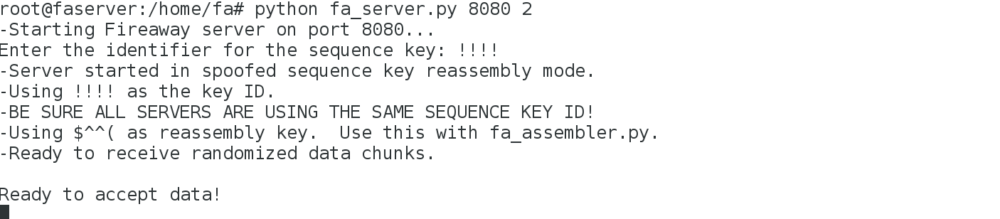 root@faserver:/home/fa# python fa_server.py 8080 2
-Starting Fireaway server on port 8080...
Enter the identifier for the sequence key: !!!!
-Server started in spoofed sequence key reassembly mode.
-Using !!!! as the key ID.
-BE SURE ALL SERVERS ARE USING THE SAME SEQUENCE KEY ID!
-Using $^^( as reassembly key.  Use this with fa_assembler.py.
-Ready to receive randomized data chunks.
Ready to accept data!